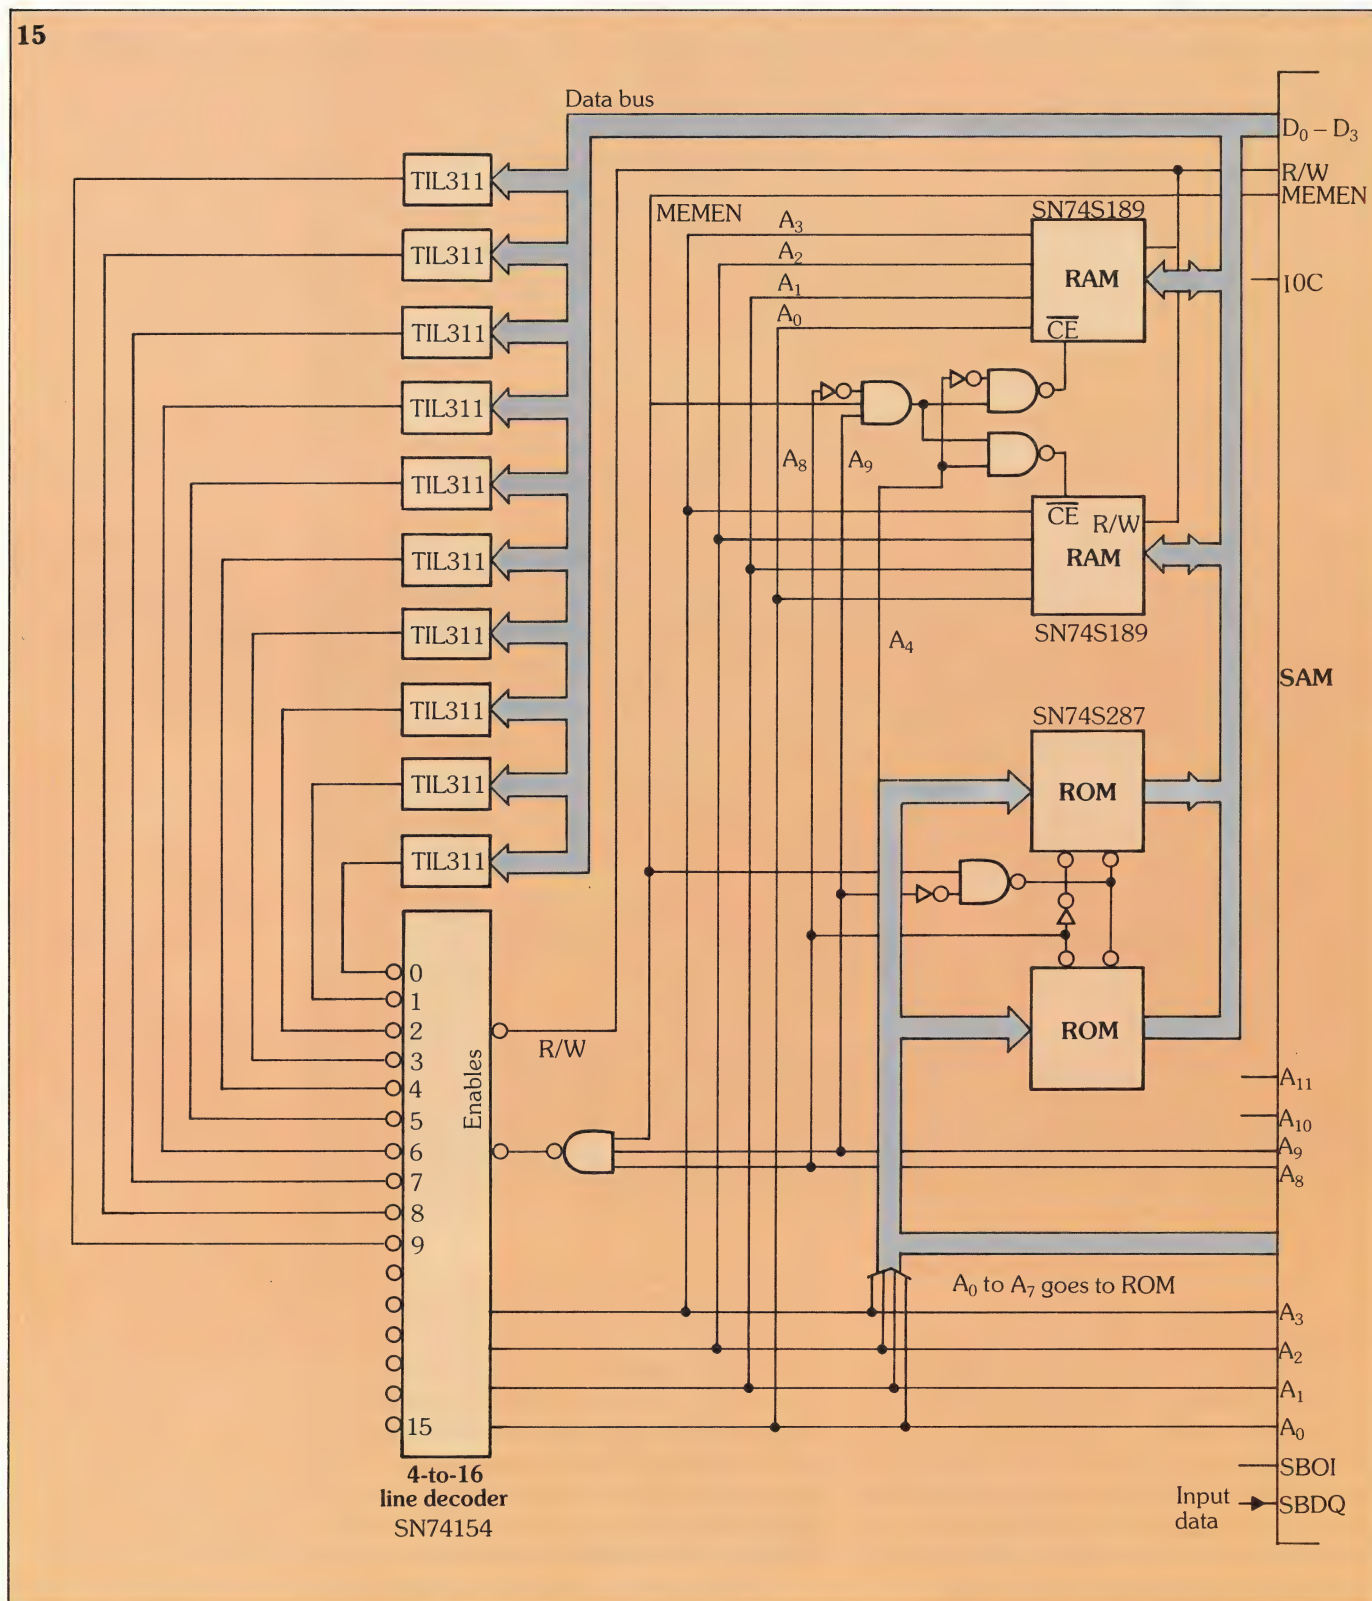 15
Data bus
D₀ – D₃
TIL311
R/W
MEMEN
MEMEN
SN74S189
A₃
TIL311
A₂
RAM
I0C
A₁
A₀
TIL311
CE
TIL311
A₈
A₉
TIL311
CE
R/W
TIL311
RAM
TIL311
SN74S189
A₄
SAM
TIL311
SN74S287
TIL311
ROM
TIL311
0
1
2
ROM
R/W
3
A₁₁
4
Enables
5
A₁₀
6
A₉
7
A₈
8
9
A₀ to A₇ goes to ROM
A₃
A₂
A₁
15
A₀
4-to-16
line decoder
SN74154
SBOI
Input
data
SBDQ